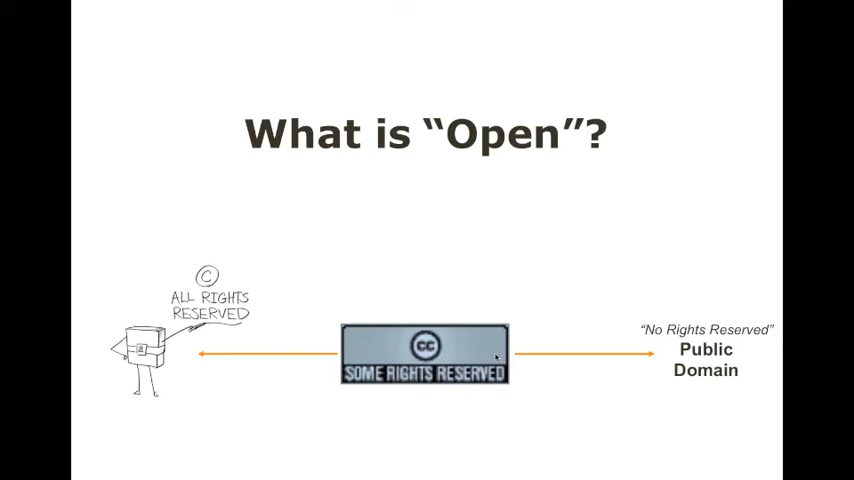 What is “Open”?
©
ALL RIGHTS
RESERVED
cc
SOME RIGHTS RESERVED
“No Rights Reserved”
Public
Domain